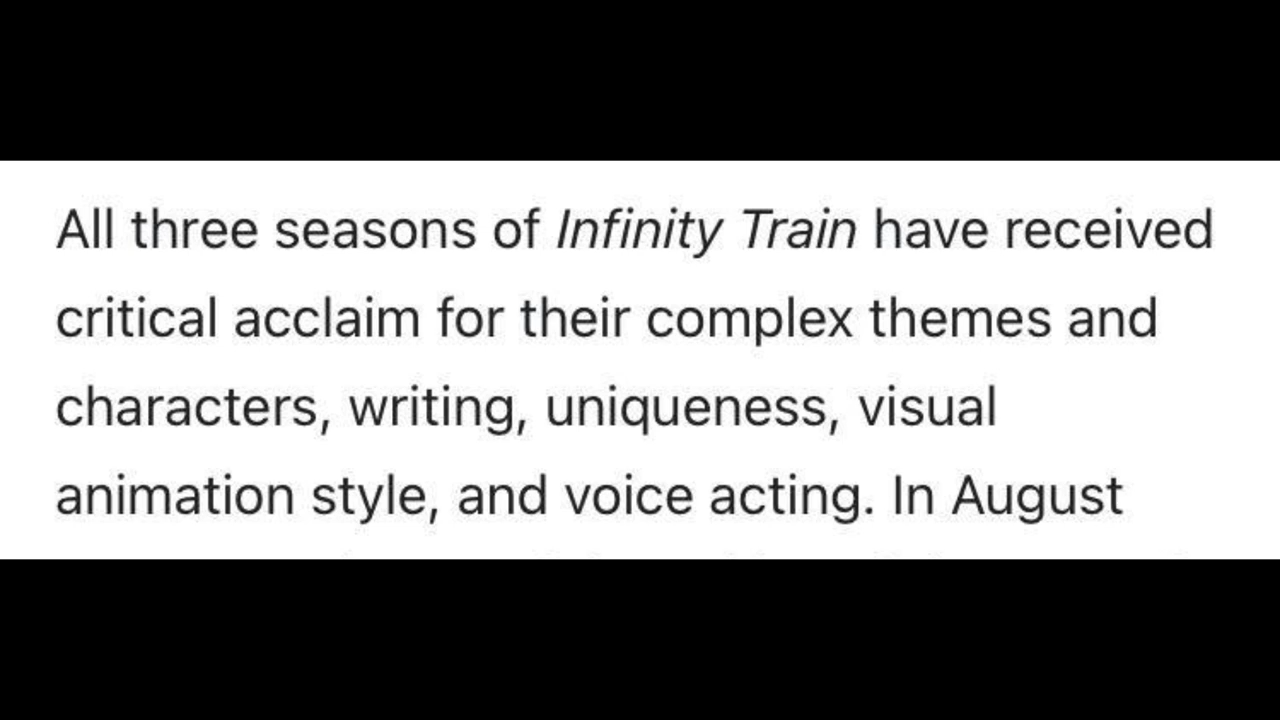 All three seasons of Infinity Train have received
critical acclaim for their complex themes and
characters, writing, uniqueness, visual
animation style, and voice acting. In August